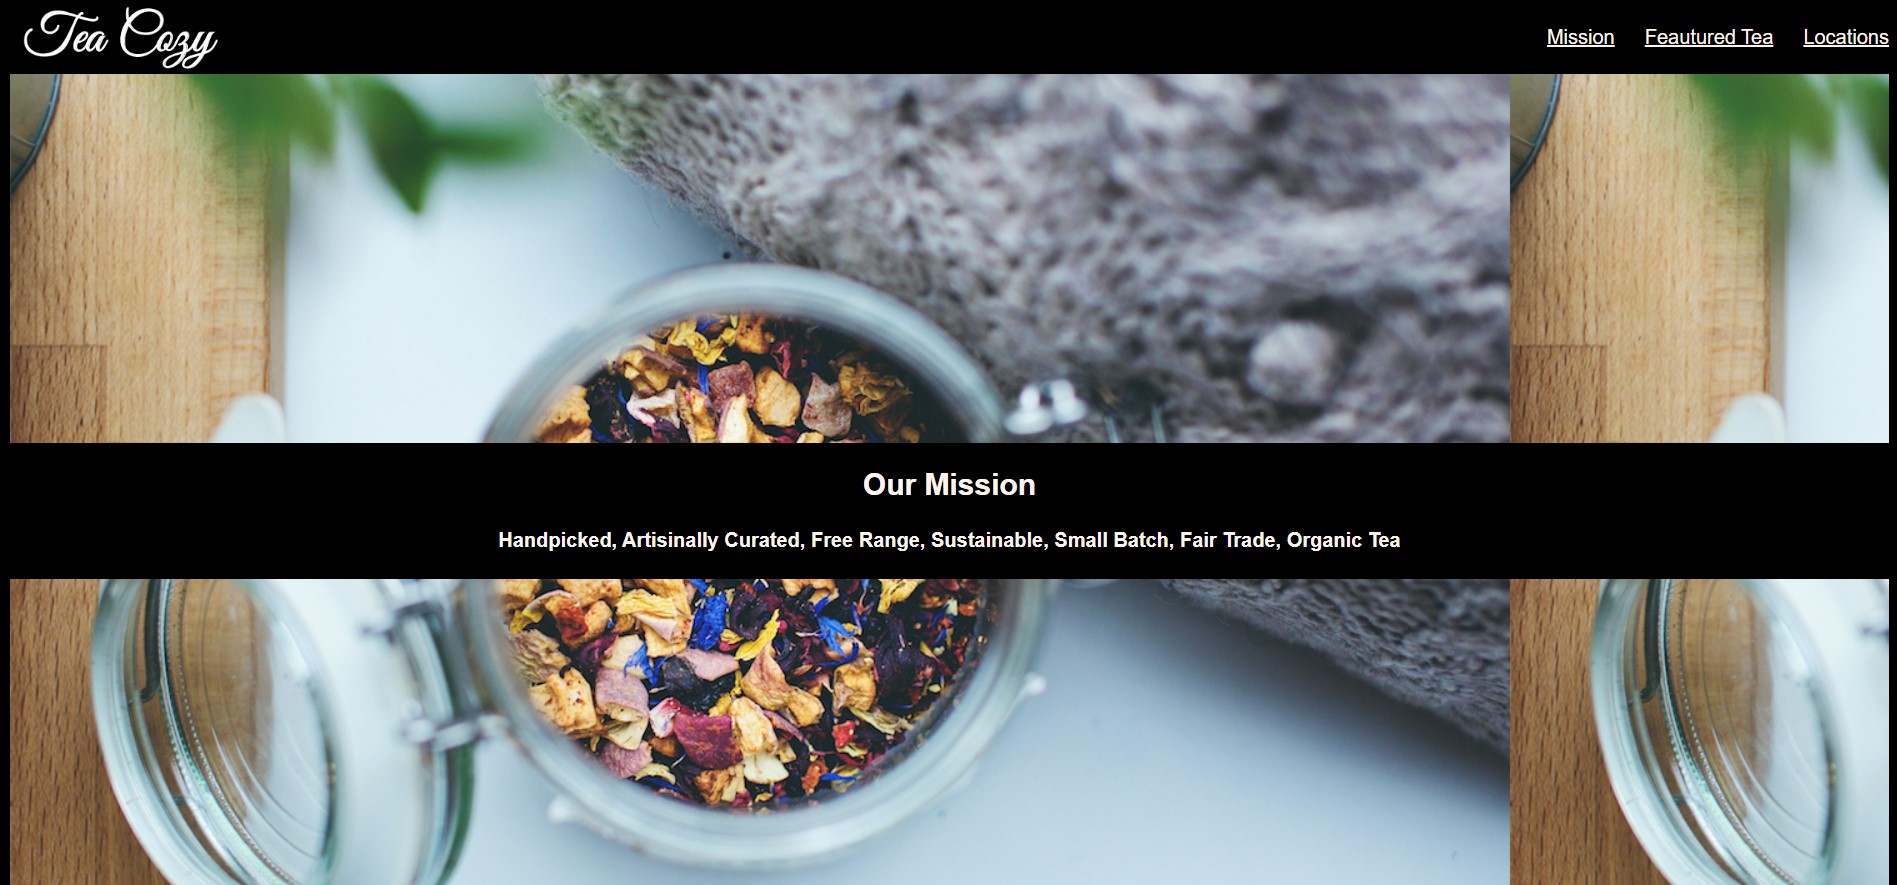 Tea Cozy
Mission Feautured Tea Locations
Our Mission
Handpicked, Artisinally Curated, Free Range, Sustainable, Small Batch, Fair Trade, Organic Tea